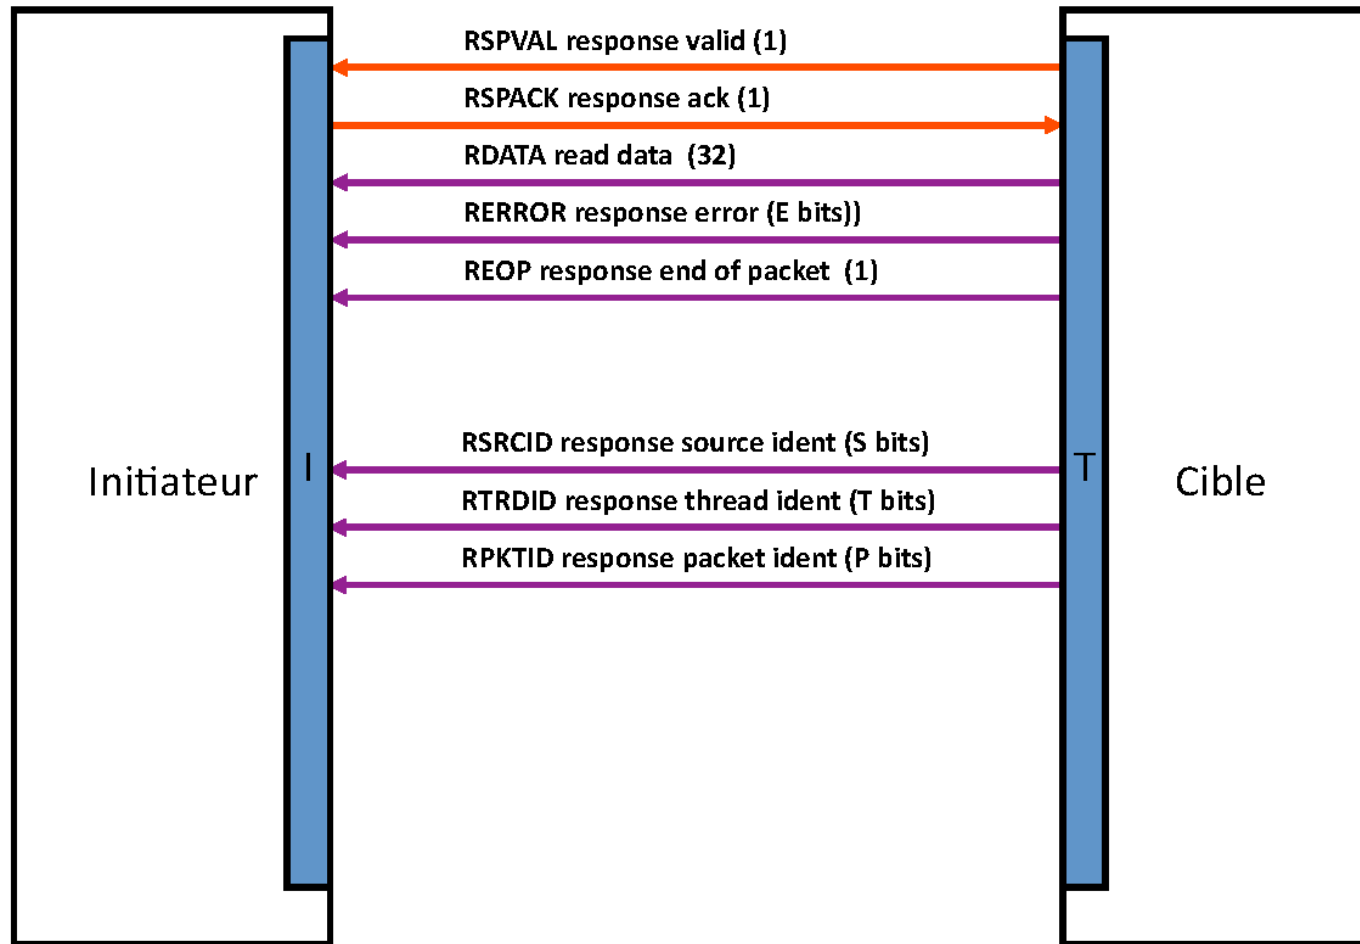 RSPVAL response valid (1)
RSPACK response ack (1)
RDATA read data (32)
RERROR response error (E bits))
REOP response end of packet (1)
RSRCID response source ident (S bits)
Initiateur I T Cible
RTRDID response thread ident (T bits)
RPKTID response packet ident (P bits)